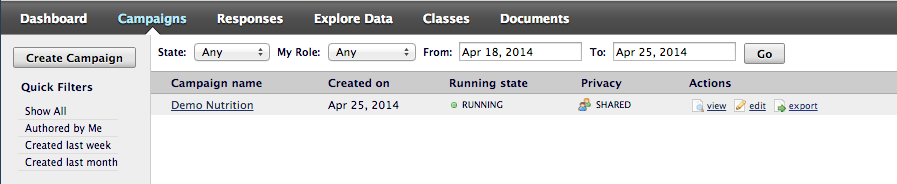 Dashboard Campaigns Responses Explore Data Classes Documents
Create Campaign
Quick Filters
Show All
Authored by Me
Created last week
Created last month
State: Any My Role: Any From: Apr 18, 2014 To: Apr 25, 2014 Go
Campaign name Created on Running state Privacy Actions
Demo Nutrition Apr 25, 2014 RUNNING SHARED view edit export